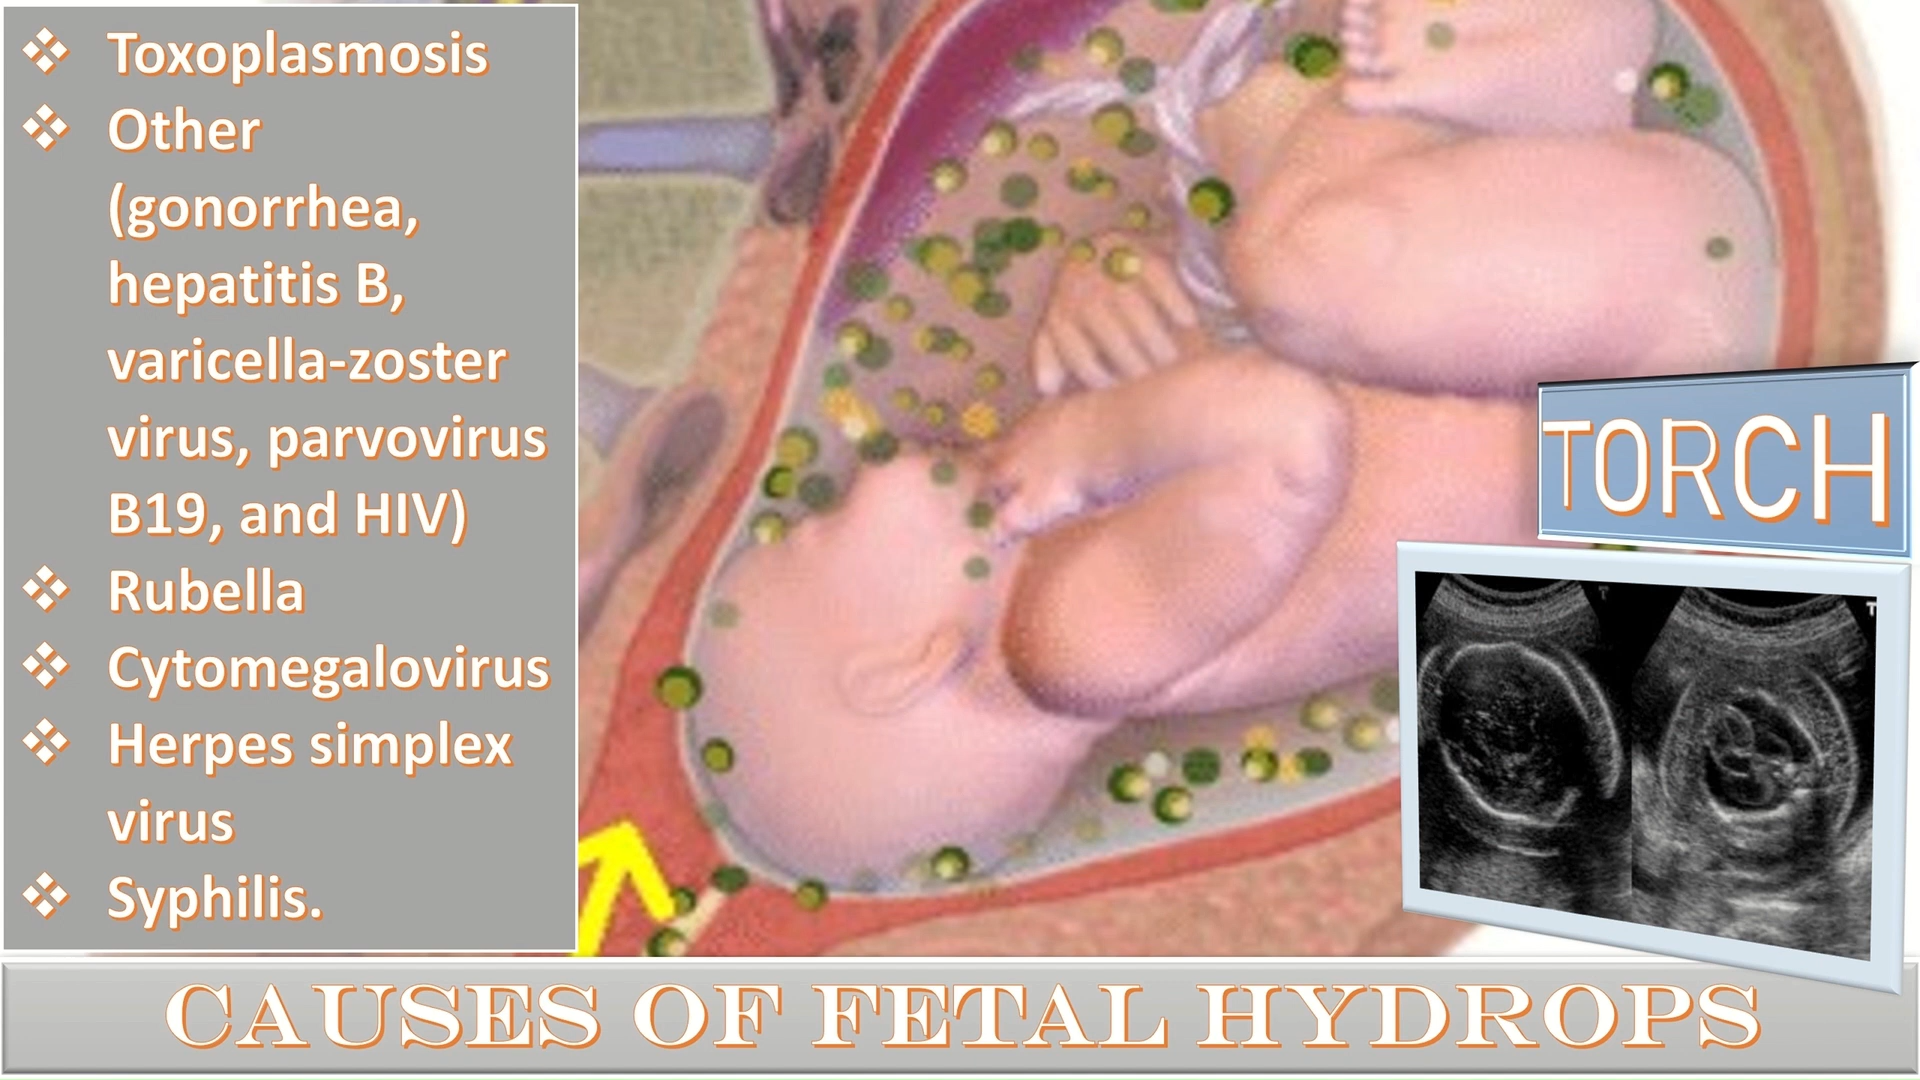 ❖ Toxoplasmosis
❖ Other
(gonorrhea,
hepatitis B,
varicella-zoster
virus, parvovirus
B19, and HIV)
❖ Rubella
❖ Cytomegalovirus
❖ Herpes simplex
virus
❖ Syphilis.
TORCH
T
T
CAUSES OF FETAL HYDROPS